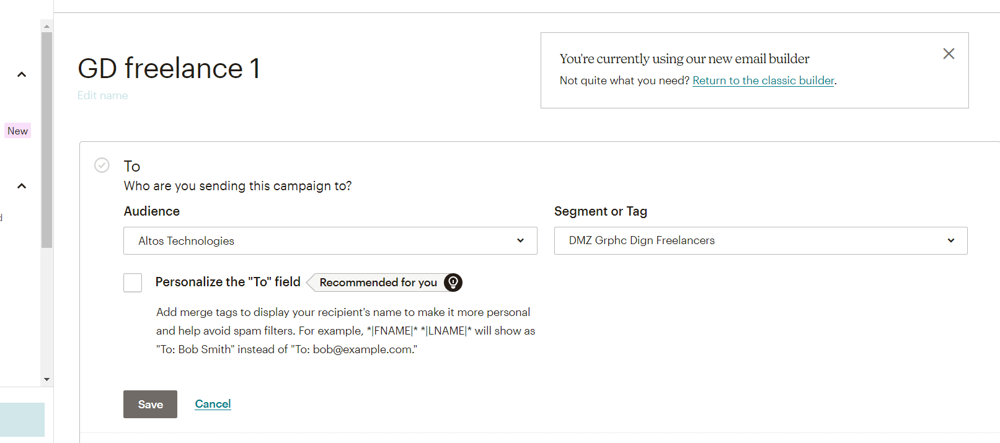 GD freelance 1
Edit name
You're currently using our new email builder
Not quite what you need? Return to the classic builder.
New
To
Who are you sending this campaign to?
Audience
Segment or Tag
Altos Technologies
DMZ Grphc Dign Freelancers
Personalize the "To" field
Recommended for you
Add merge tags to display your recipient's name to make it more personal
and help avoid spam filters. For example, *|FNAME|* *|LNAME|* will show as
"To: Bob Smith" instead of "To: bob@example.com."
Save
Cancel